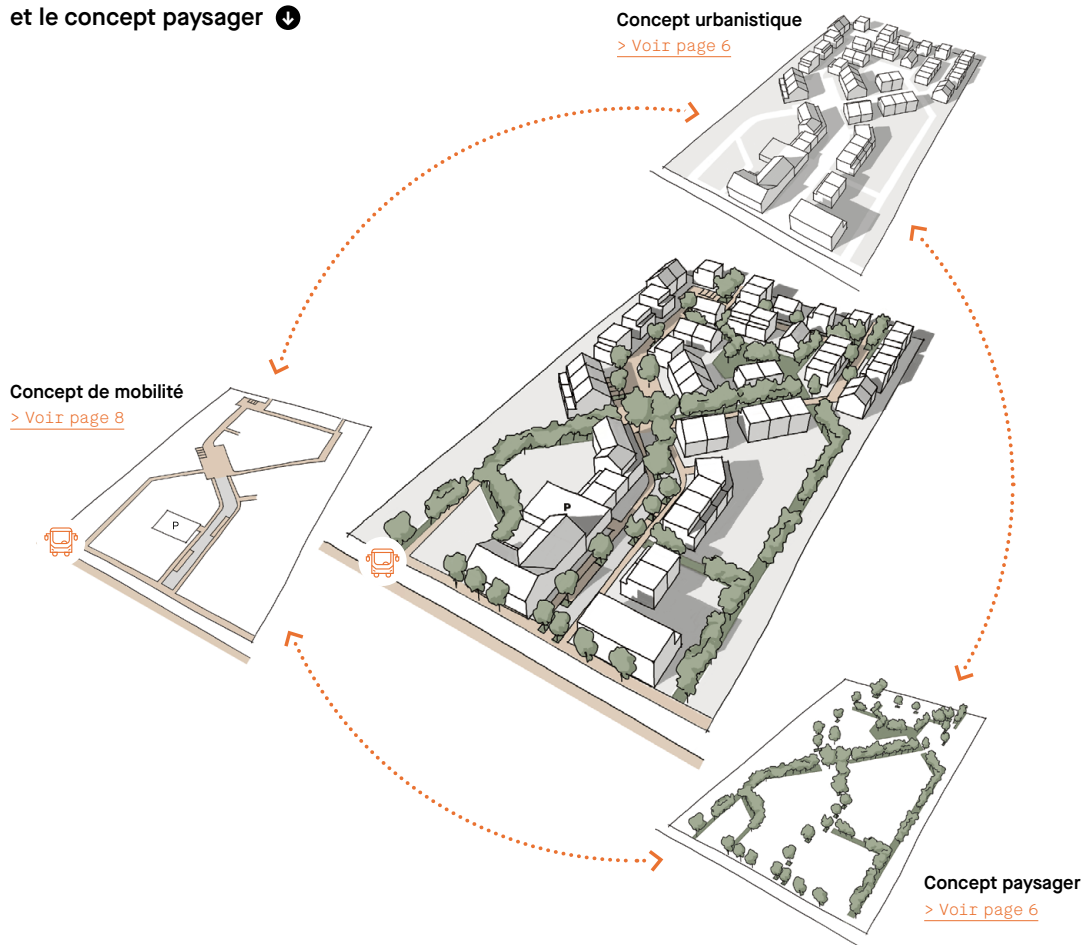 et le concept paysager
Concept urbanistique
> Voir page 6
Concept de mobilité
> Voir page 8
P
P
Concept paysager
> Voir page 6